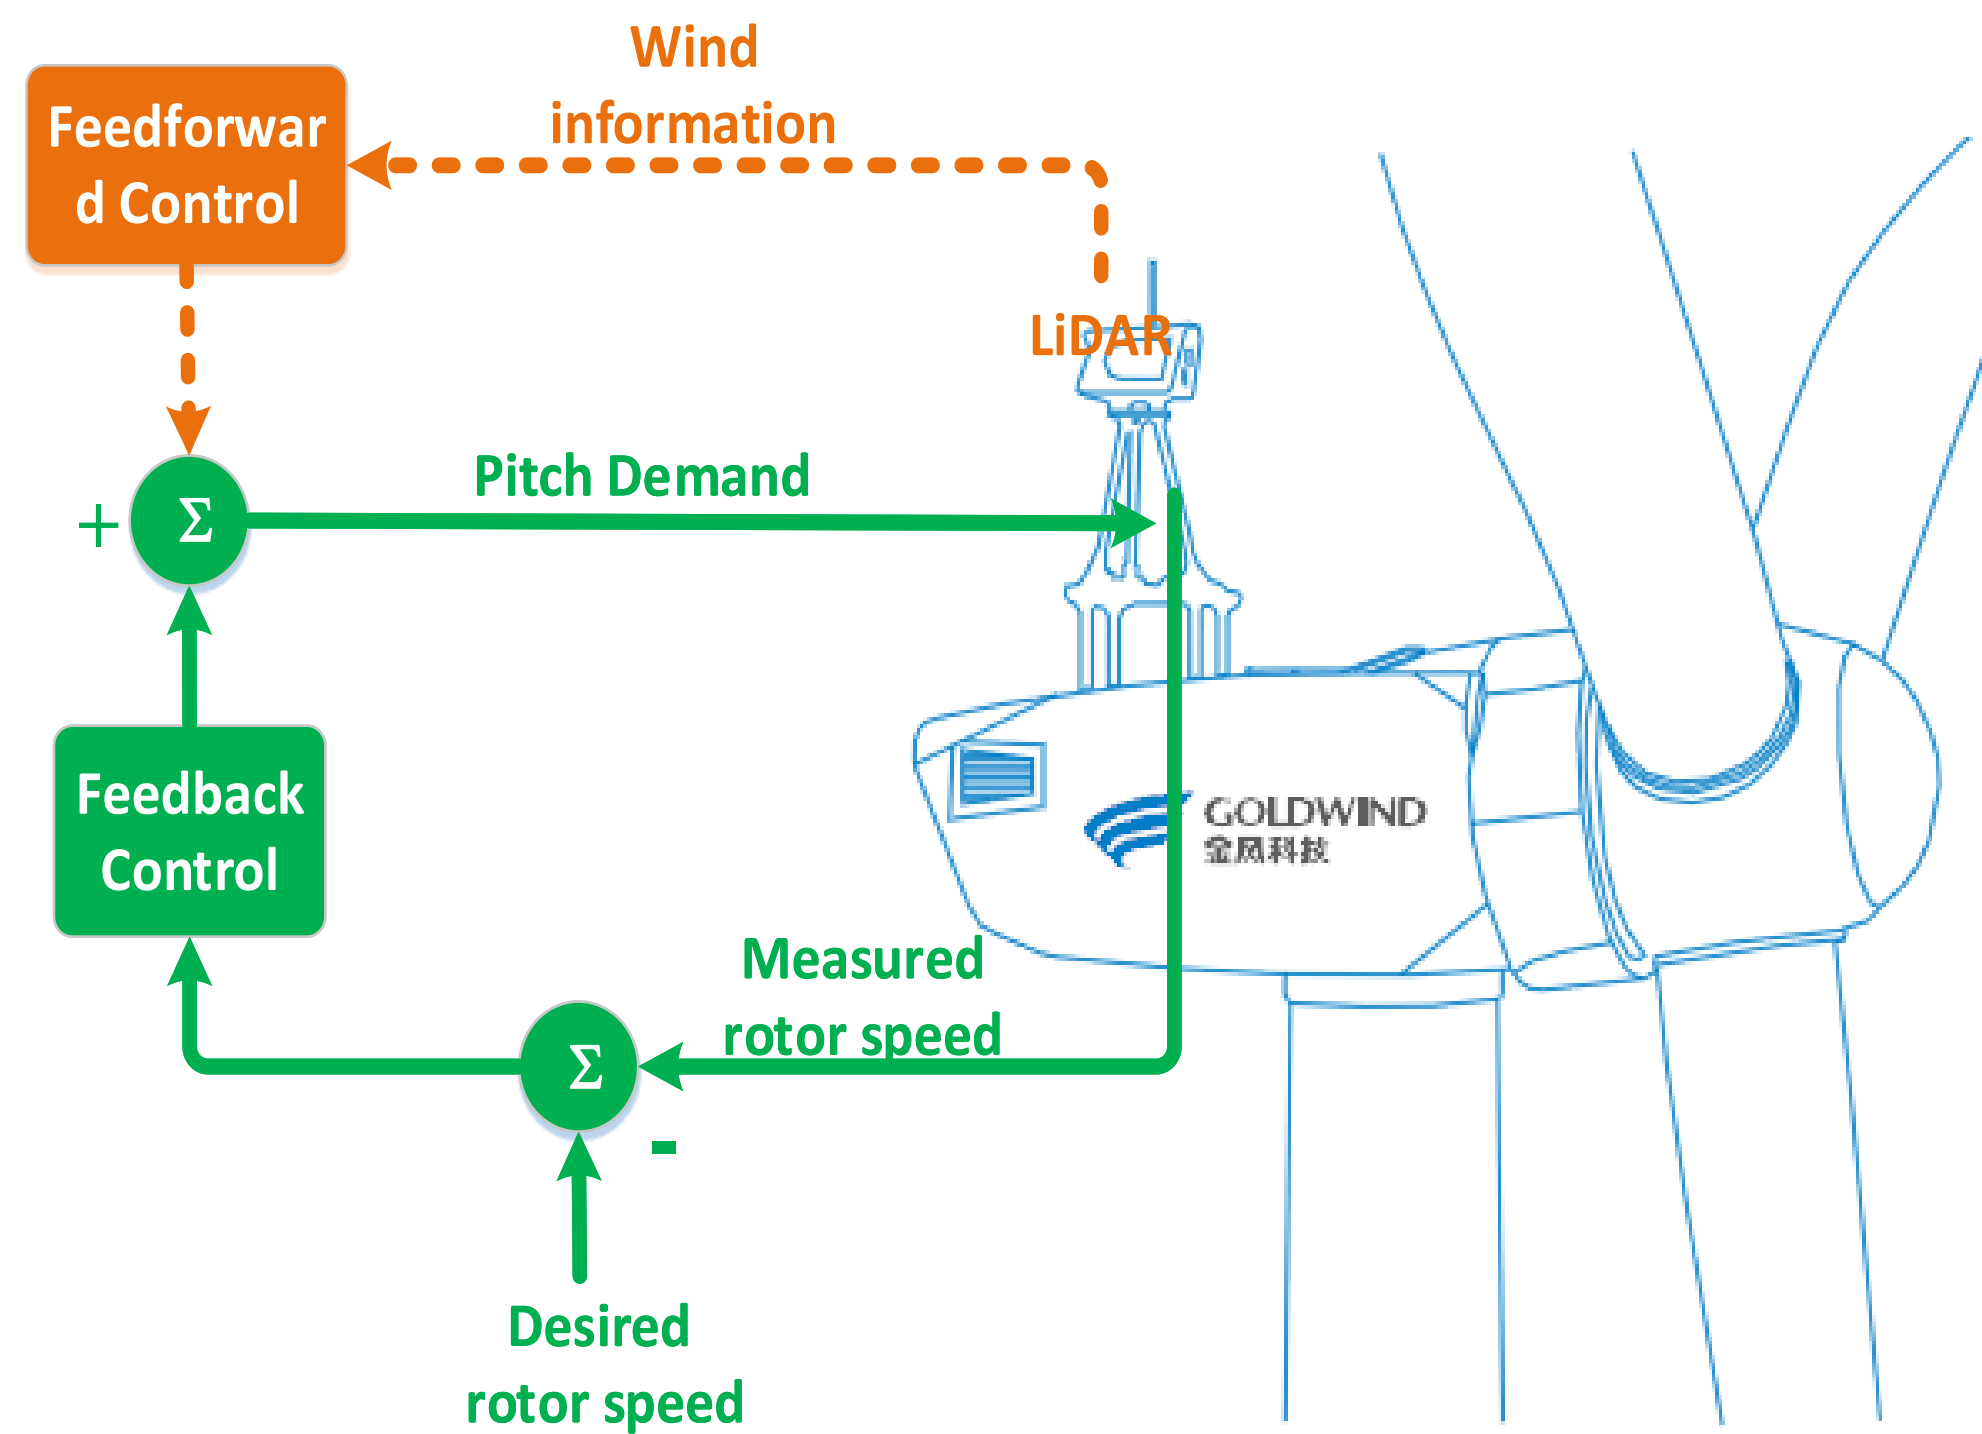 Wind
information
Feedforwar
d Control
LiDAR
Pitch Demand
+
Σ
Feedback
Control
GOLDWIND
金风科技
Measured
rotor speed
Σ
-
Desired
rotor speed